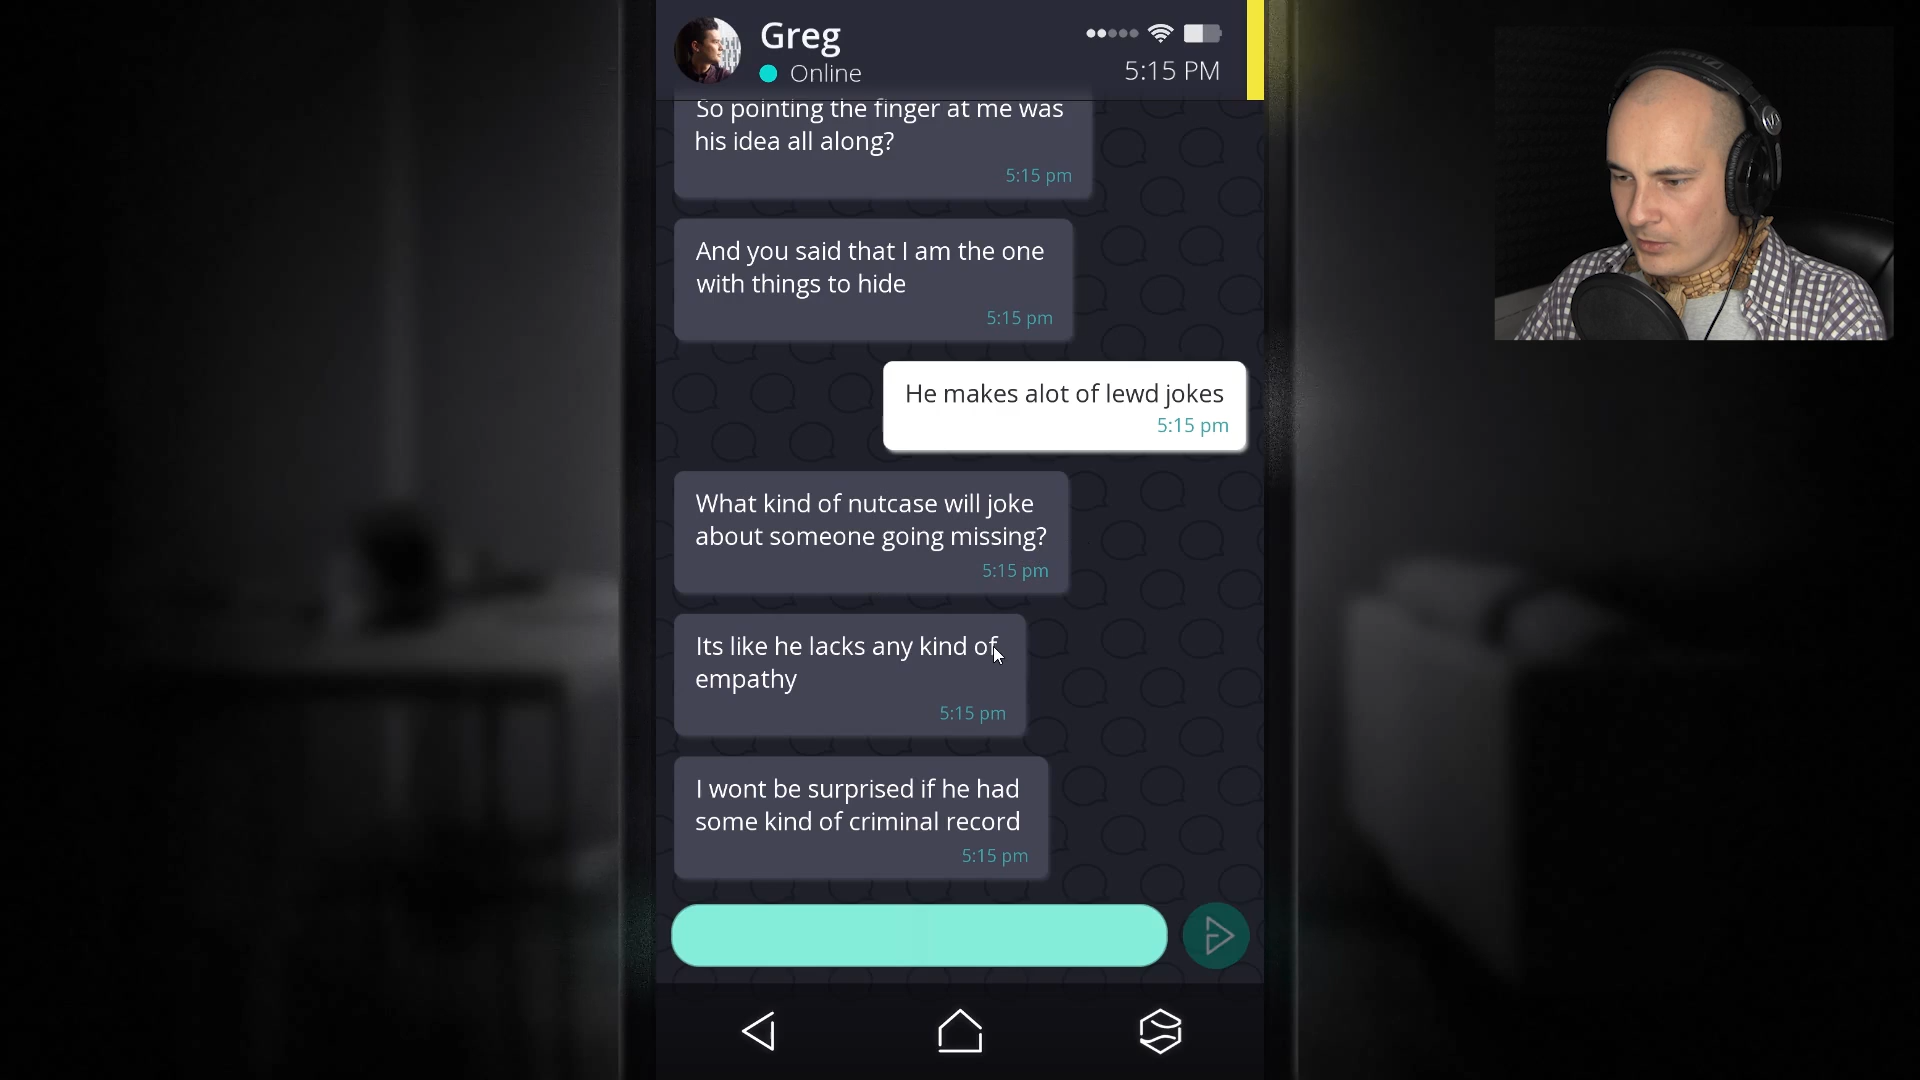 Greg
Online
5:15 PM
So pointing the finger at me was
his idea all along?
5:15 pm
And you said that I am the one
with things to hide
5:15 pm
He makes alot of lewd jokes
5:15 pm
What kind of nutcase will joke
about someone going missing?
5:15 pm
Its like he lacks any kind of
empathy
5:15 pm
I wont be surprised if he had
some kind of criminal record
5:15 pm